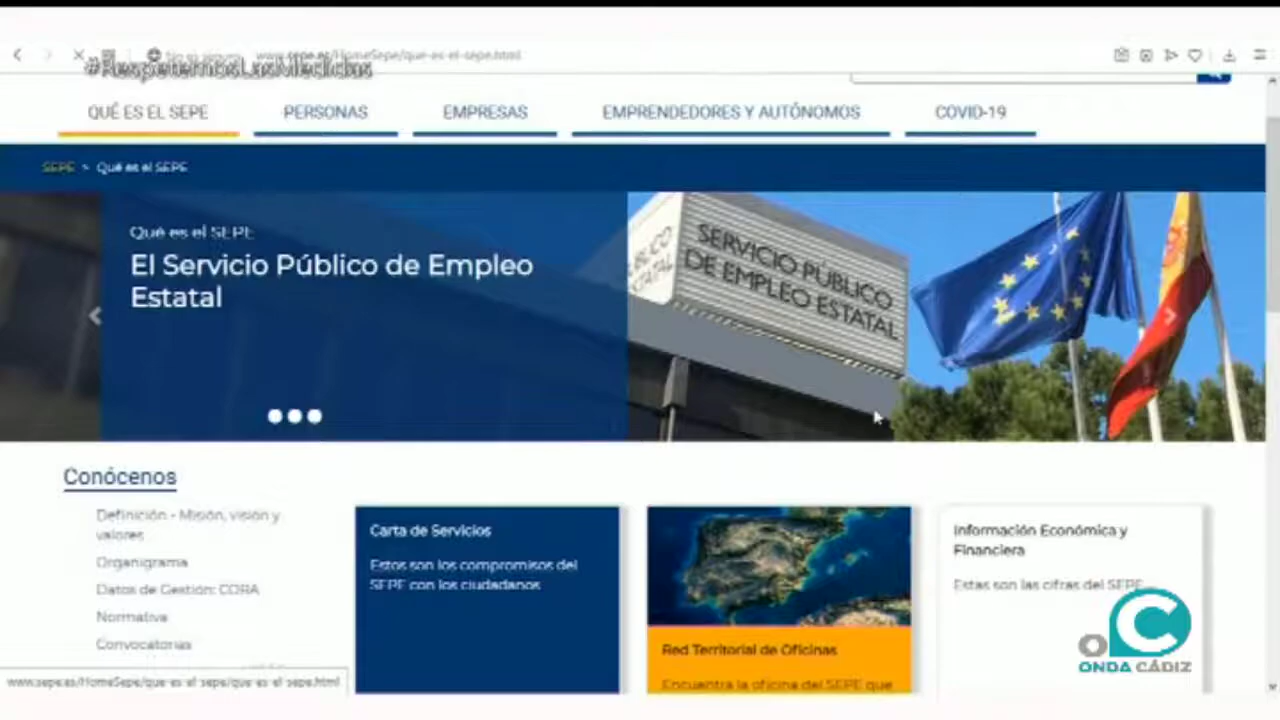 www.sepe.es/HomeSepe/que-es-el-sepe.html
#RespetemosLasMedidas
QUÉ ES EL SEPE PERSONAS EMPRESAS EMPRENDEDORES Y AUTÓNOMOS COVID-19
SEPE > Qué es el SEPE
Qué es el SEPE
El Servicio Público de Empleo
Estatal
SERVICIO PÚBLICO
DE EMPLEO ESTATAL
PÚBLICO
ESTATAL
Conócenos
Definición - Misión, visión y
valores
Organigrama
Datos de Gestión: CORA
Normativa
Convocatorias
Carta de Servicios
Estos son los compromisos del
SEPE con los ciudadanos
Red Territorial de Oficinas
Encuentra la oficina del SEPE que
Información Económica y
Financiera
Estas son las cifras del SEPE
ONDA CÁDIZ
www.sepe.es/HomeSepe/que-es-el-sepe/que-es-el-sepe.html